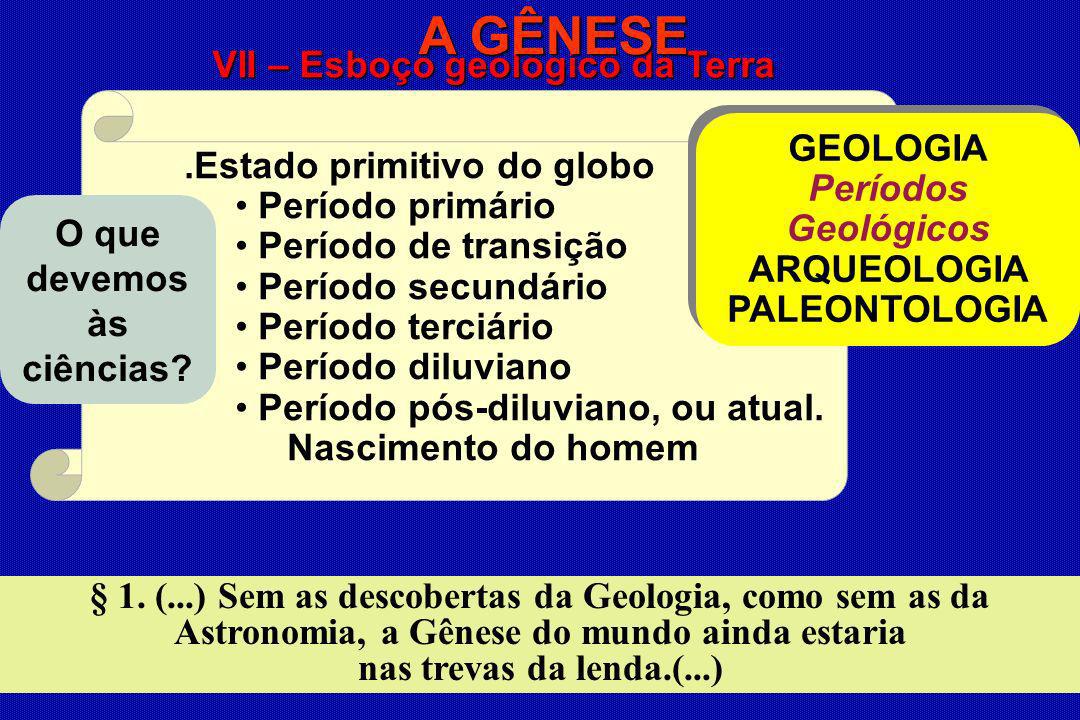 A GÊNESE
VII – Esboço geológico da Terra
.Estado primitivo do globo
• Período primário
• Período de transição
• Período secundário
• Período terciário
• Período diluviano
• Período pós-diluviano, ou atual.
Nascimento do homem
O que
devemos
às
ciências?
GEOLOGIA
Períodos
Geológicos
ARQUEOLOGIA
PALEONTOLOGIA
§ 1. (...) Sem as descobertas da Geologia, como sem as da
Astronomia, a Gênese do mundo ainda estaria
nas trevas da lenda.(...)